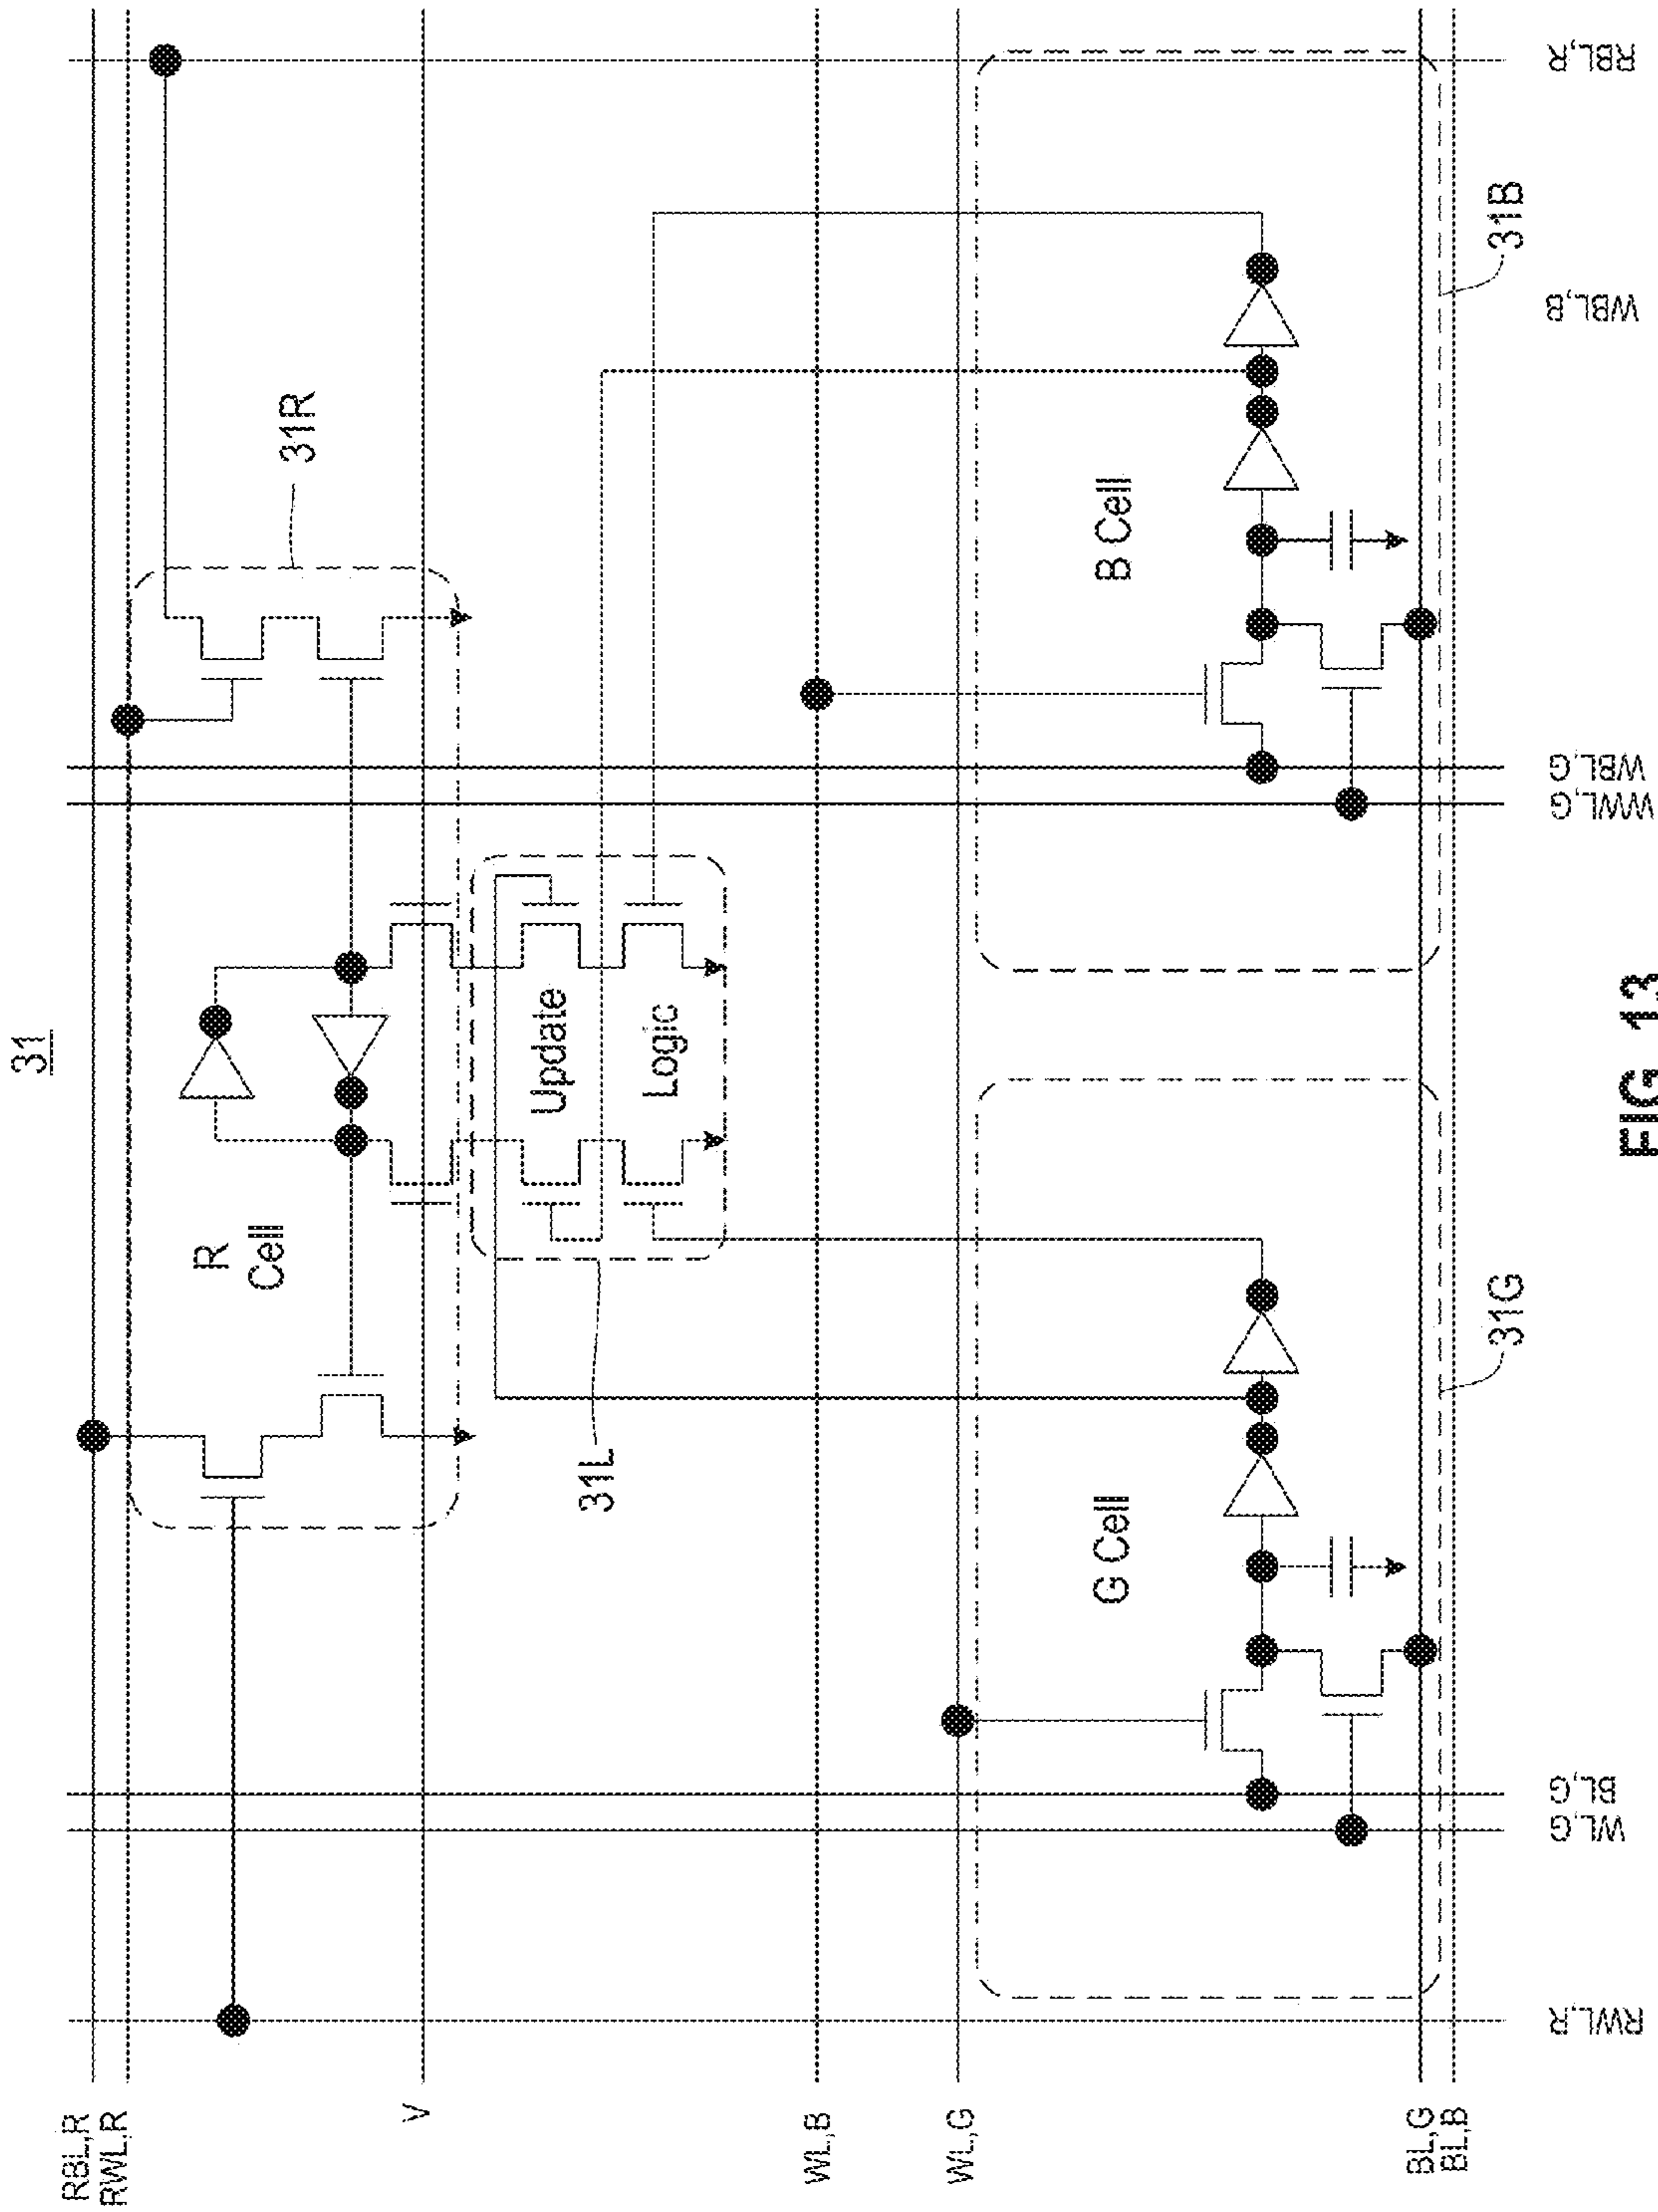 31
RBL,R
RWL,R
V
WL,B
WL,G
BL,G
BL,B
R
Cell
31R
Update
Logic
31L
G Cell
B Cell
31G
31B
RWL,R
WL,G
BL,G
WWL,G
WBL,G
WBL,B
RBL,R
FIG. 13